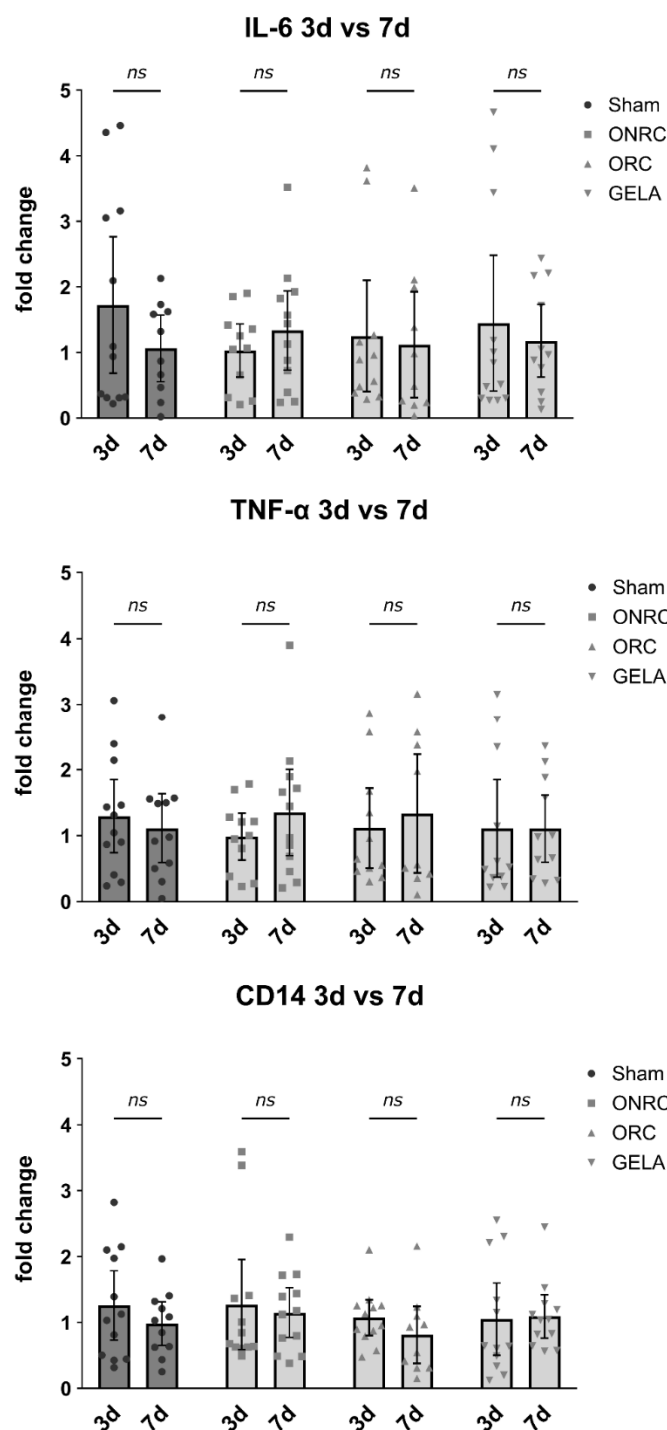 IL-6 3d vs 7d
ns ns ns ns
5
4
3
2
1
0
fold change
Sham
ONRC
ORC
GELA
3d 7d 3d 7d 3d 7d 3d 7d
TNF-α 3d vs 7d
ns ns ns ns
5
4
3
2
1
0
fold change
Sham
ONRC
ORC
GELA
3d 7d 3d 7d 3d 7d 3d 7d
CD14 3d vs 7d
ns ns ns ns
5
4
3
2
1
0
fold change
Sham
ONRC
ORC
GELA
3d 7d 3d 7d 3d 7d 3d 7d